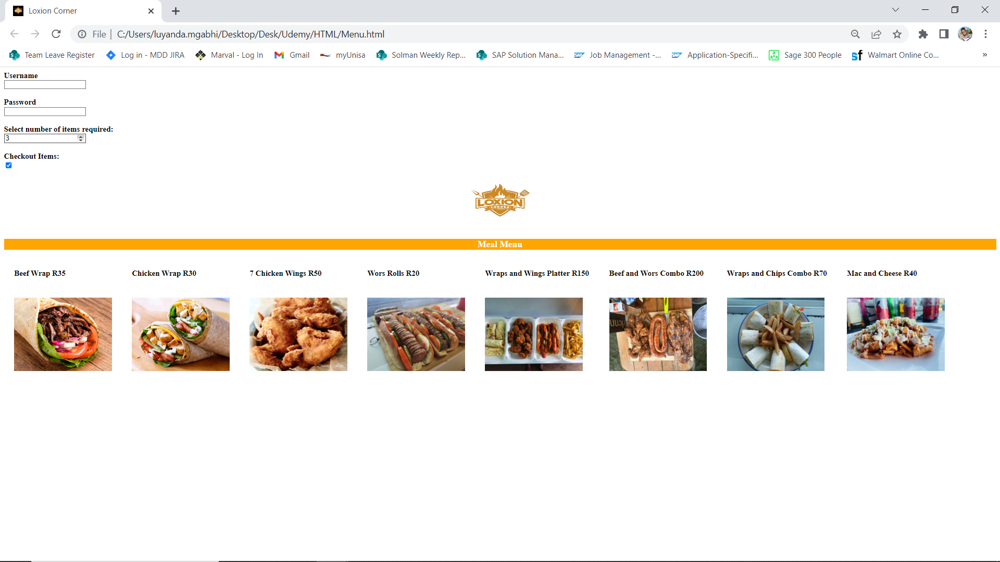 Loxion Corner
File | C:/Users/luyanda.mgabhi/Desktop/Desk/Udemy/HTML/Menu.html
Team Leave Register Log in - MDD JIRA Marval - Log In Gmail myUnisa Solman Weekly Rep... SAP Solution Mana... Job Management -... Application-Specifi... Sage 300 People Walmart Online Co... »
Username
Password
Select number of items required:
3
Checkout Items:
LOXION
CORNER
Meal Menu
Beef Wrap R35 Chicken Wrap R30 7 Chicken Wings R50 Wors Rolls R20 Wraps and Wings Platter R150 Beef and Wors Combo R200 Wraps and Chips Combo R70 Mac and Cheese R40